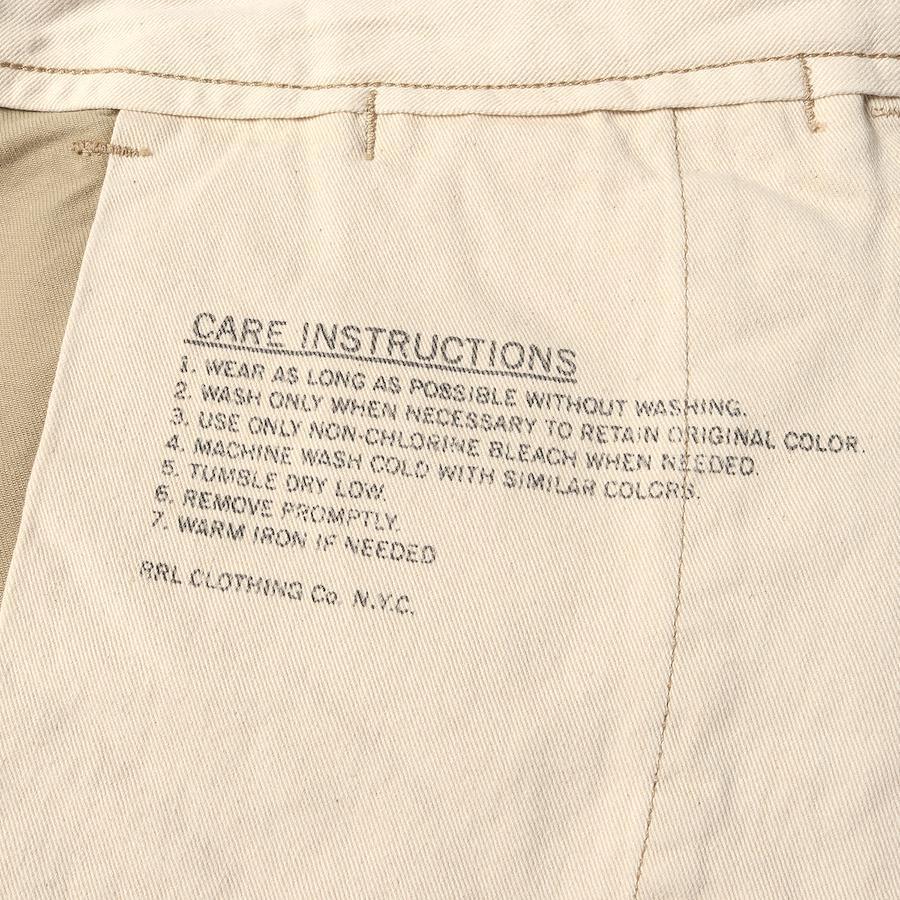 CARE INSTRUCTIONS
1. WEAR AS LONG AS POSSIBLE WITHOUT WASHING.
2. WASH ONLY WHEN NECESSARY TO RETAIN ORIGINAL COLOR.
3. USE ONLY NON-CHLORINE BLEACH WHEN NEEDED.
4. MACHINE WASH COLD WITH SIMILAR COLORS.
5. TUMBLE DRY LOW.
6. REMOVE PROMPTLY.
7. WARM IRON IF NEEDED
RRL CLOTHING Co. N.Y.C.